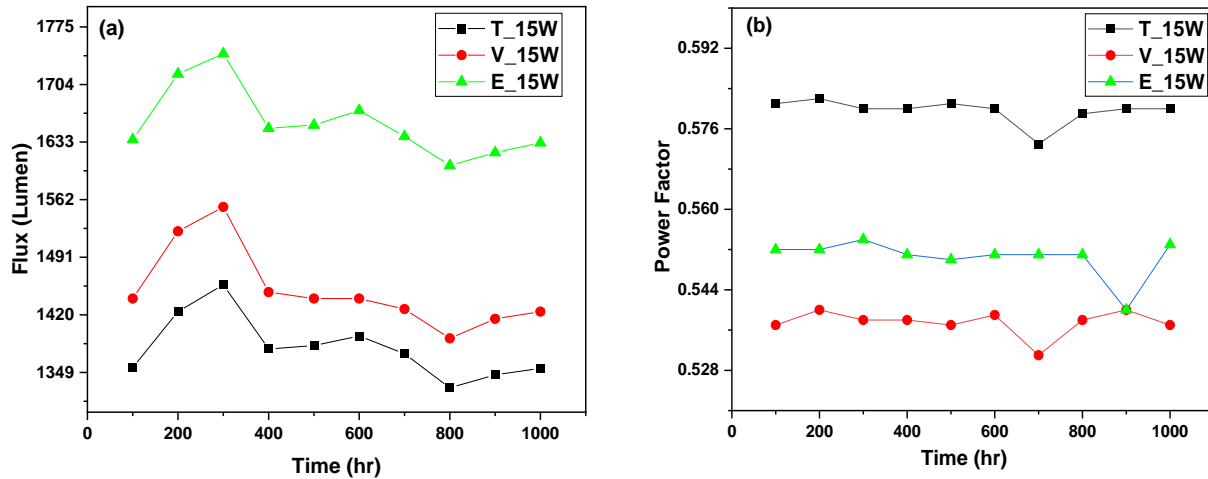 (a)
T_15W
V_15W
E_15W
1775
1704
1633
1562
1491
1420
1349
Flux (Lumen)
0 200 400 600 800 1000
Time (hr)
(b)
T_15W
V_15W
E_15W
0.592
0.576
0.560
0.544
0.528
Power Factor
0 200 400 600 800 1000
Time (hr)